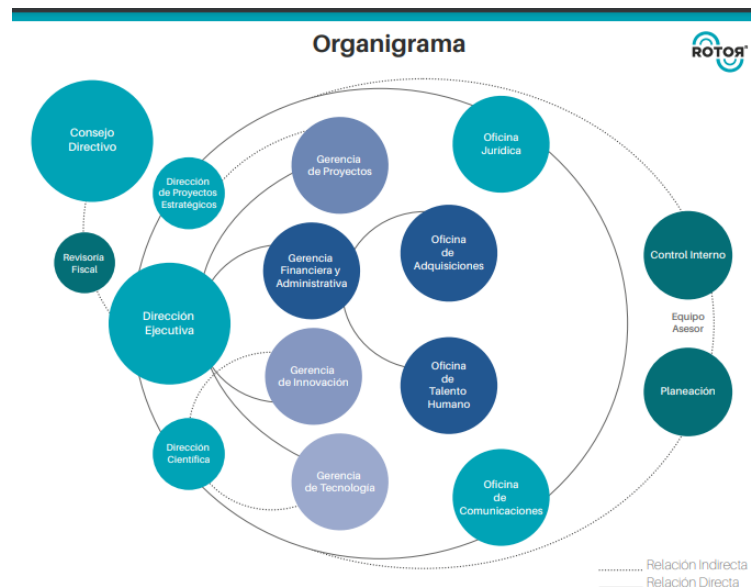 Organigrama
ROTOR
Consejo
Directivo
Oficina
Jurídica
Gerencia
de Proyectos
Dirección
de Proyectos
Estratégicos
Revisoria
Fiscal
Gerencia
Financiera y
Administrativa
Oficina
de
Adquisiciones
Control Interno
Dirección
Ejecutiva
Equipo
Asesor
Gerencia
de Innovación
Oficina
de
Talento
Humano
Planeación
Dirección
Científica
Gerencia
de Tecnología
Oficina
de
Comunicaciones
Relación Indirecta
Relación Directa